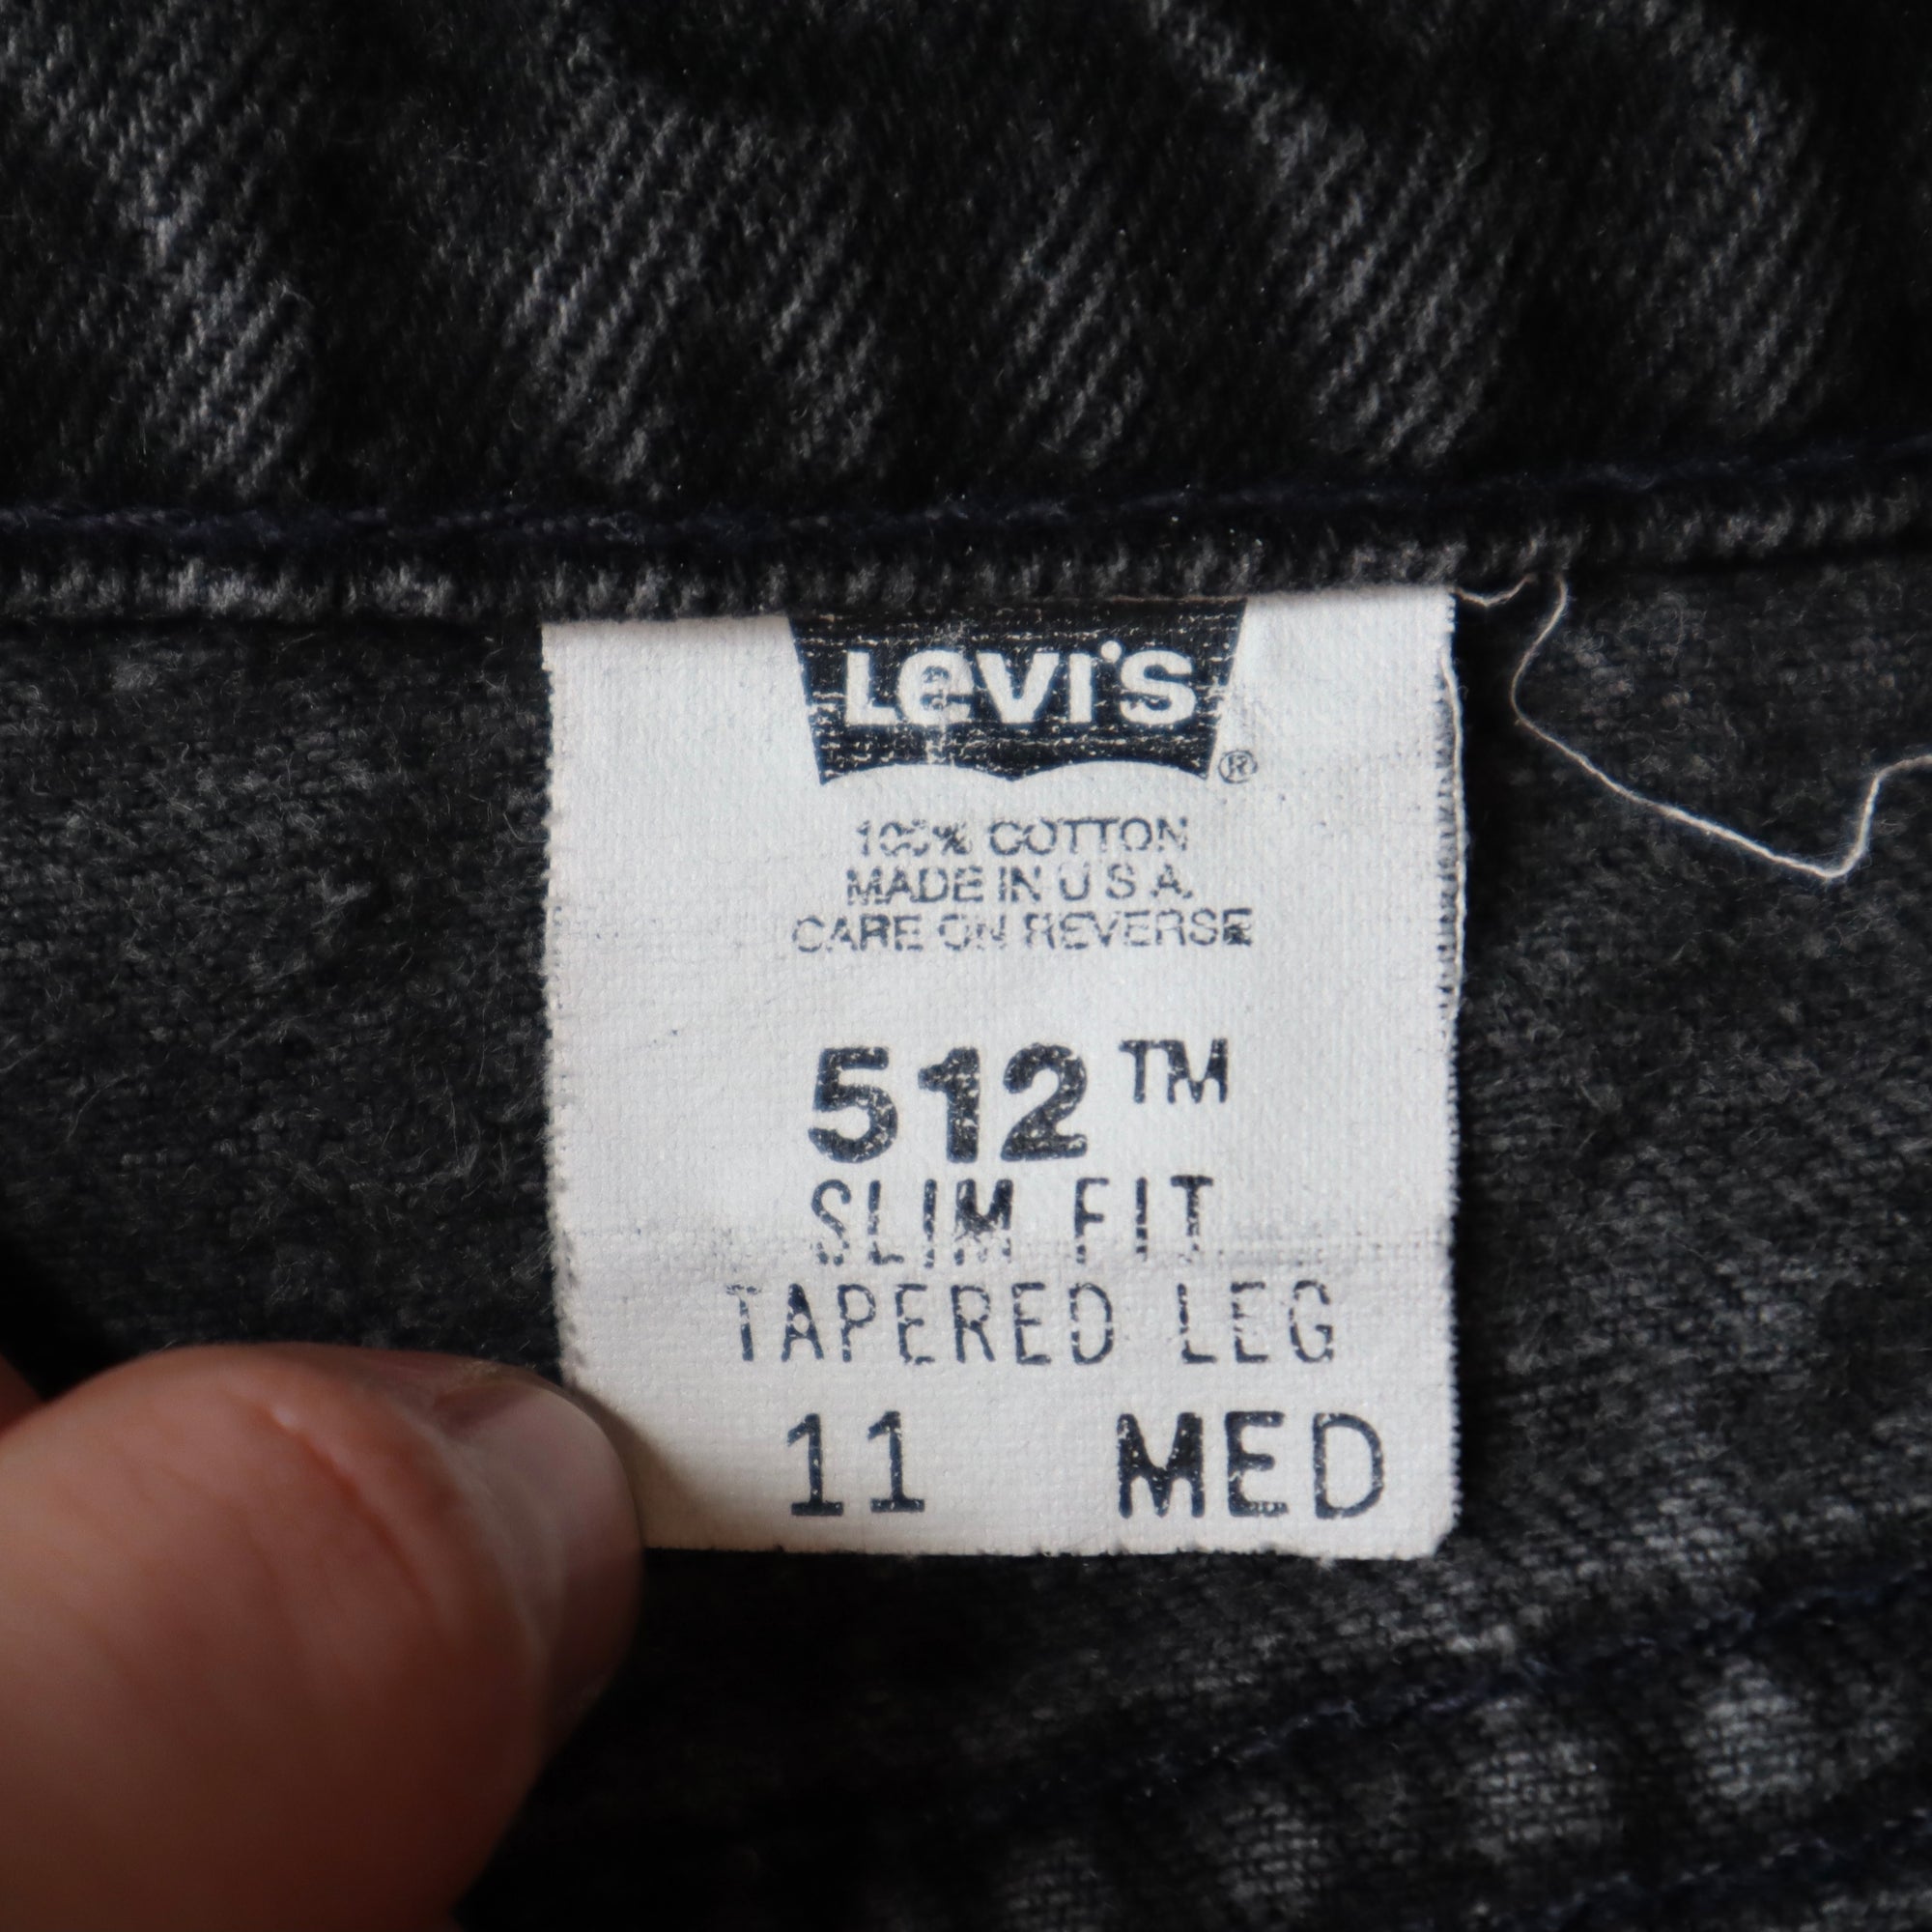 LEVI'S
®
100% COTTON
MADE IN U S A.
CARE ON REVERSE
512™
SLIM FIT
TAPERED LEG
11 MED